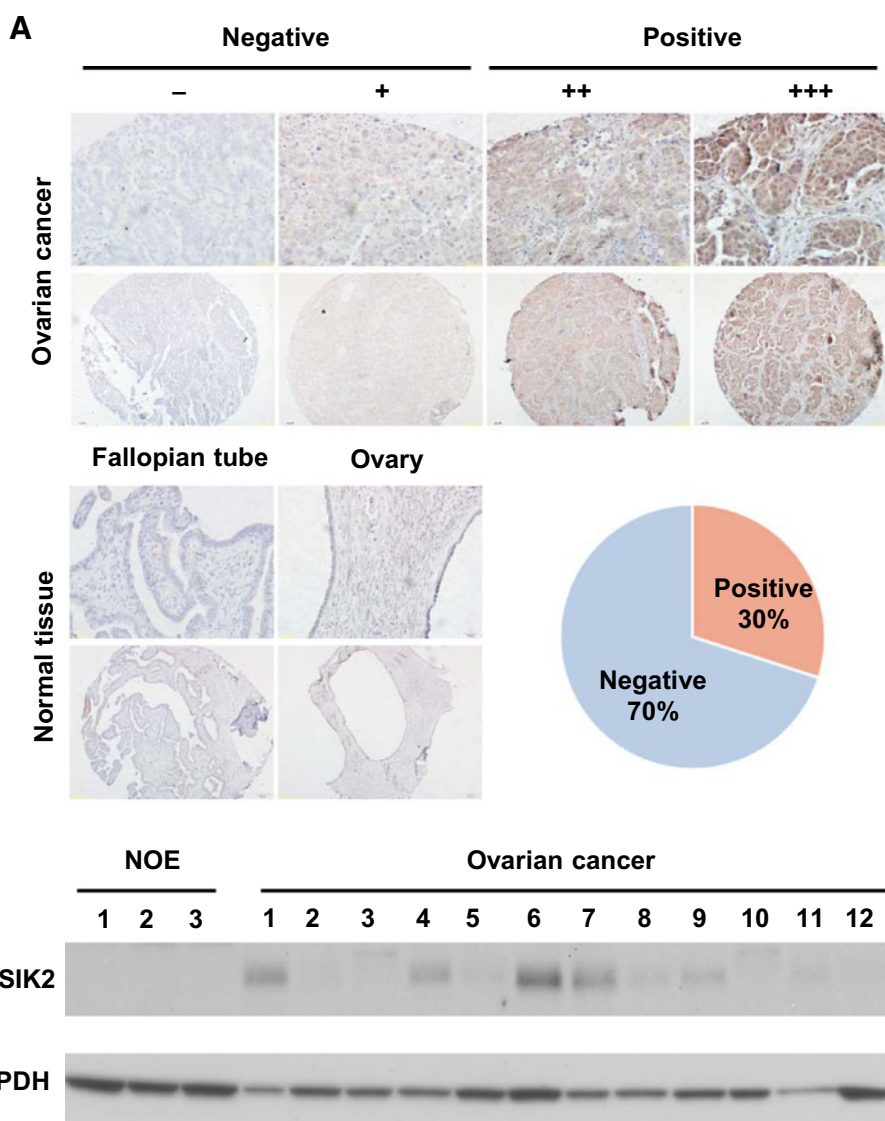 A
Negative Positive
– + ++ +++
Ovarian cancer
Fallopian tube Ovary
Normal tissue
Positive
30%
Negative
70%
NOE Ovarian cancer
1 2 3 1 2 3 4 5 6 7 8 9 10 11 12
SIK2
PDH